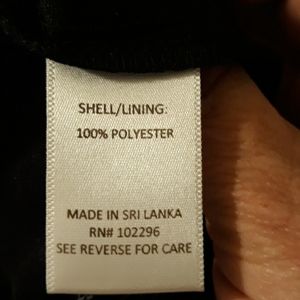 SHELL/LINING:
100% POLYESTER
MADE IN SRI LANKA
RN# 102296
SEE REVERSE FOR CARE